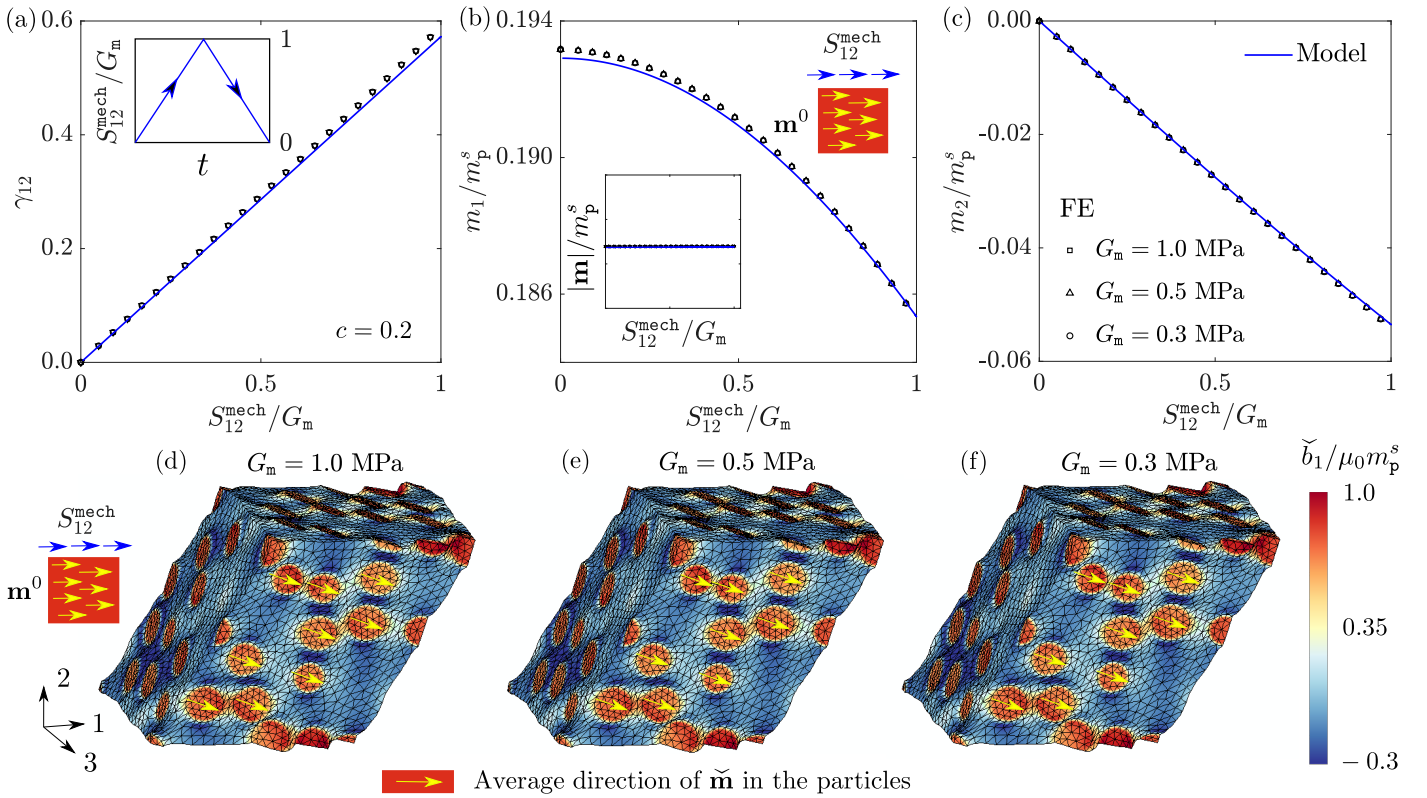 (a)
0.6
0.4
0.2
0.0
γ₁₂
S₁₂ᵐᵉᶜʰ/Gₘ
1
0
t
c = 0.2
0
0.5
1
S₁₂ᵐᵉᶜʰ/Gₘ
(b)
0.194
0.190
0.186
m₁/mₚˢ
S₁₂ᵐᵉᶜʰ
m⁰
|m|/mₚˢ
S₁₂ᵐᵉᶜʰ/Gₘ
0
0.5
1
S₁₂ᵐᵉᶜʰ/Gₘ
(c)
0.00
-0.02
-0.04
-0.06
m₂/mₚˢ
Model
FE
Gₘ = 1.0 MPa
Gₘ = 0.5 MPa
Gₘ = 0.3 MPa
0
0.5
1
S₁₂ᵐᵉᶜʰ/Gₘ
(d) Gₘ = 1.0 MPa
(e) Gₘ = 0.5 MPa
(f) Gₘ = 0.3 MPa
b̆₁/μ₀mₚˢ
1.0
0.35
−0.3
S₁₂ᵐᵉᶜʰ
m⁰
2
1
3
Average direction of m̆ in the particles